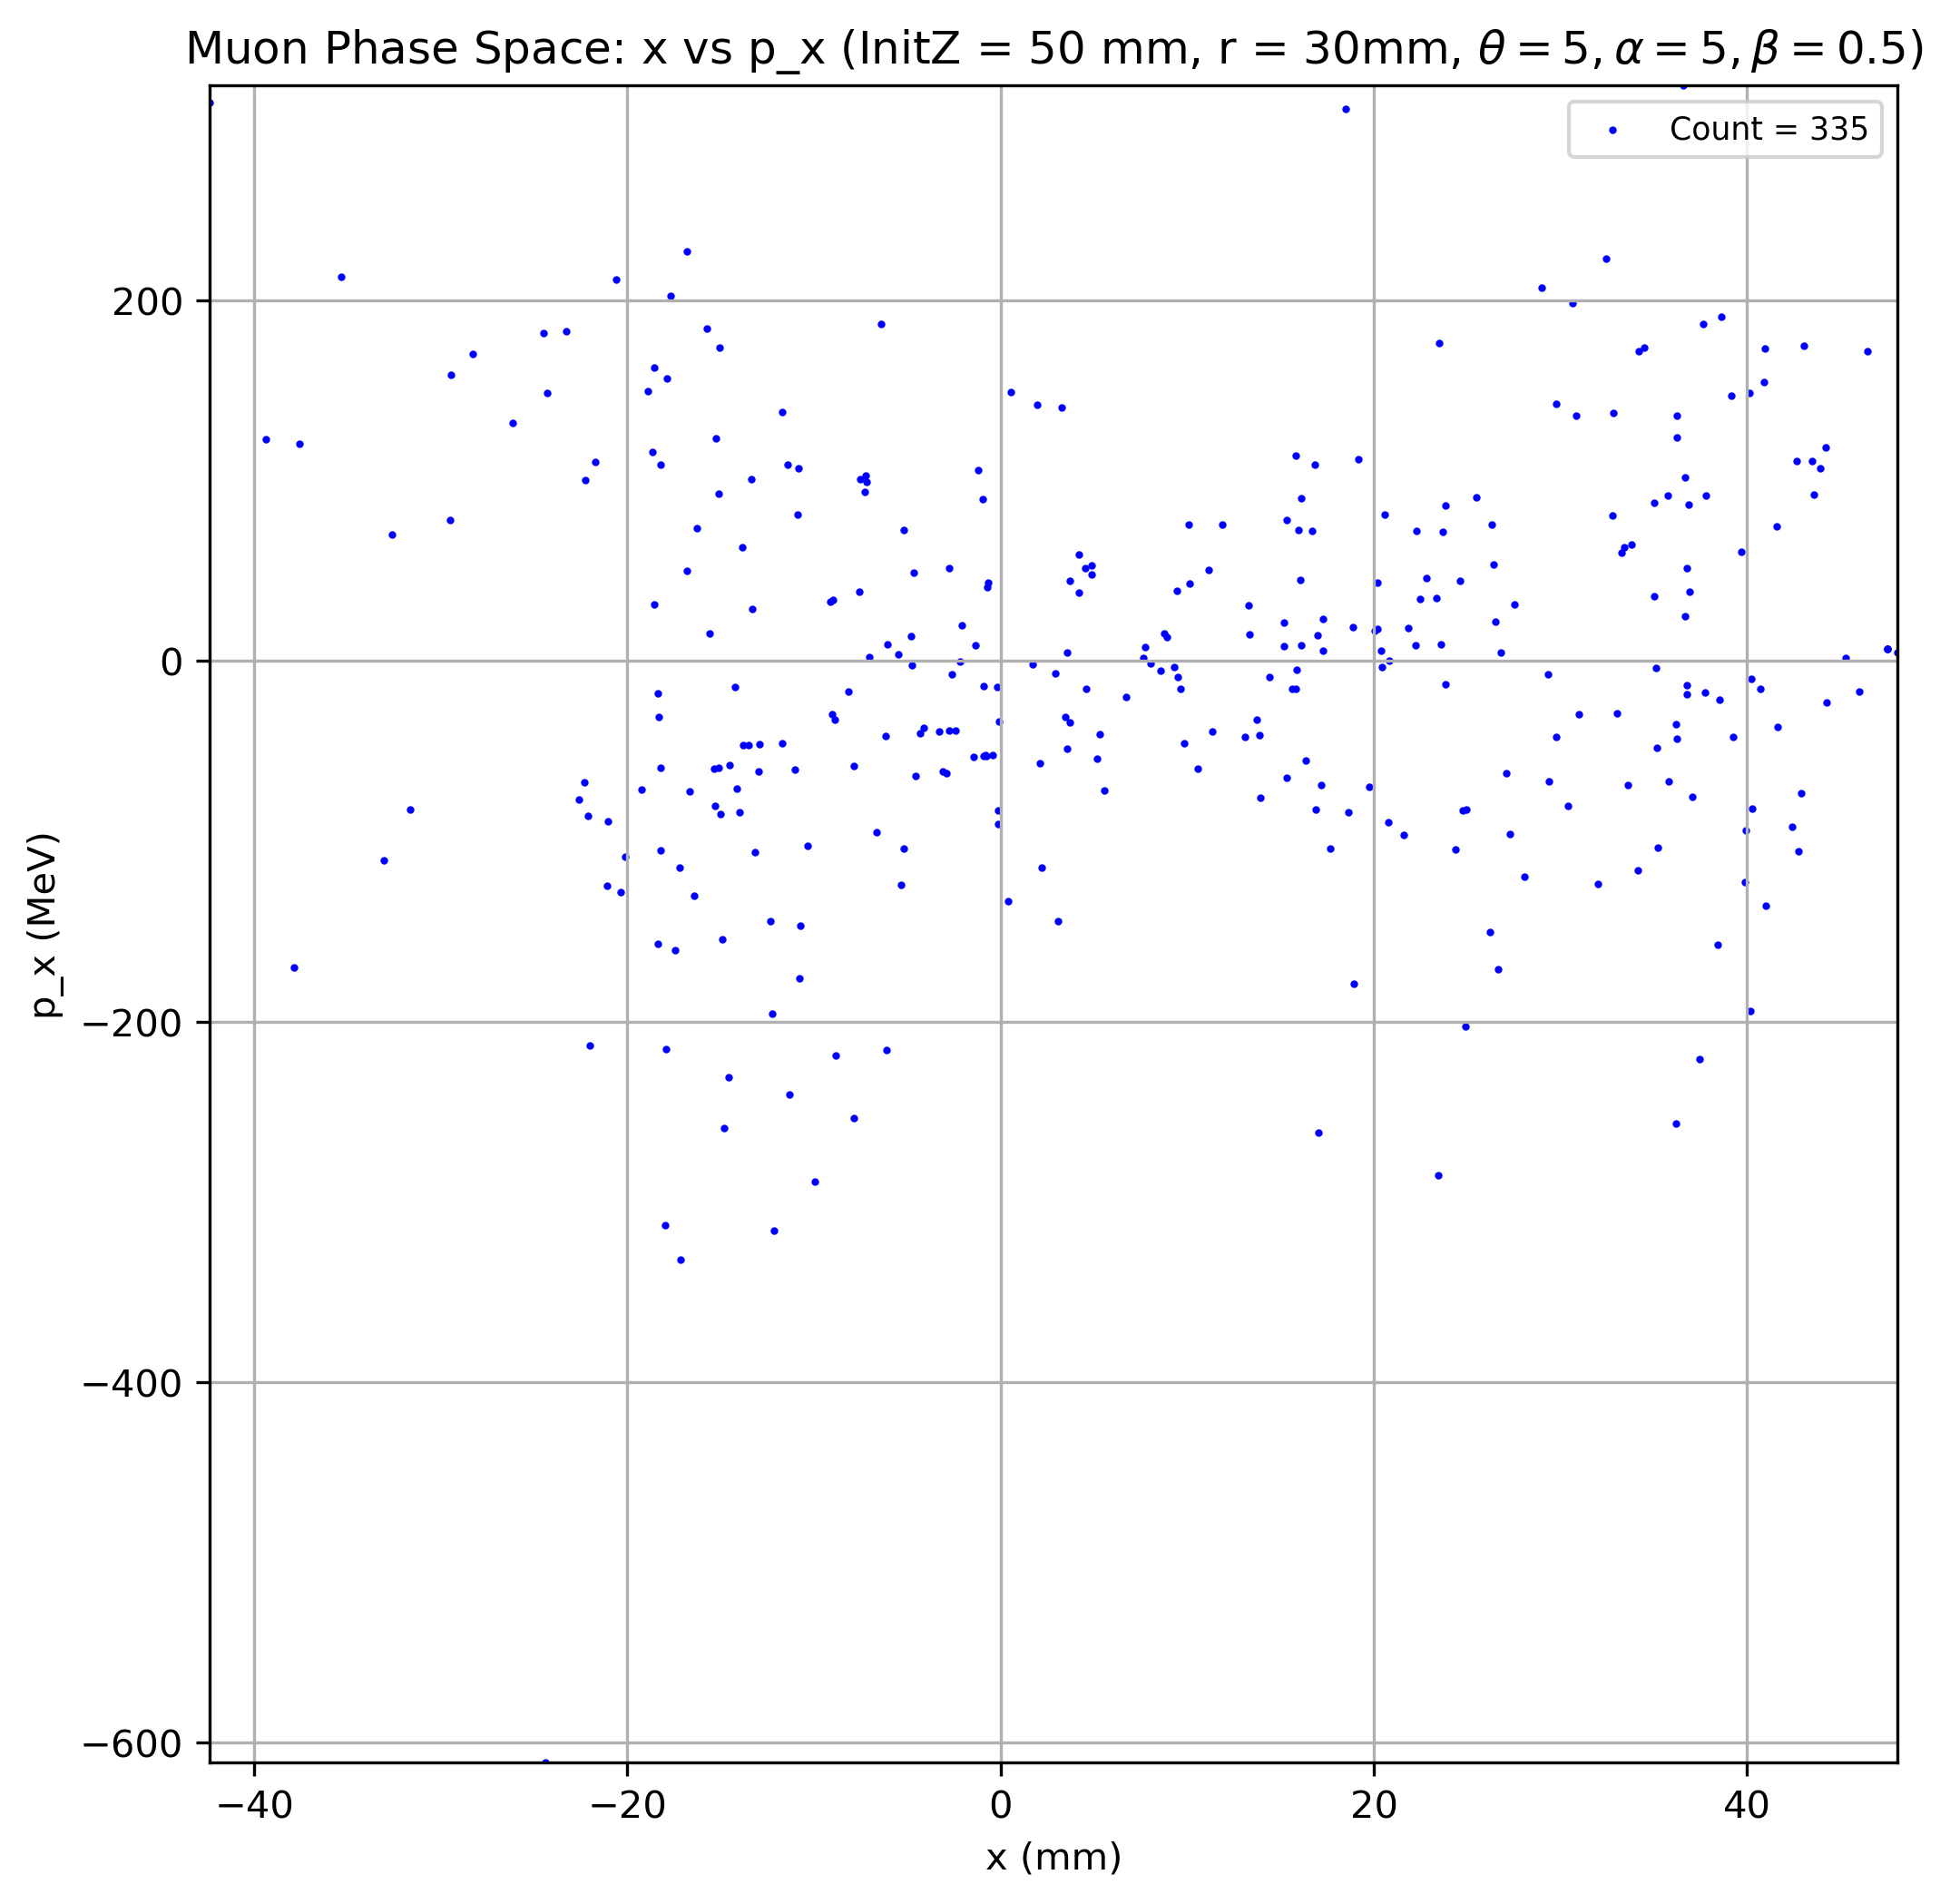 Muon Phase Space: x vs p_x (InitZ = 50 mm, r = 30mm, θ = 5, α = 5, β = 0.5)
Count = 335
200
0
−200
−400
−600
p_x (MeV)
−40 −20 0 20 40
x (mm)